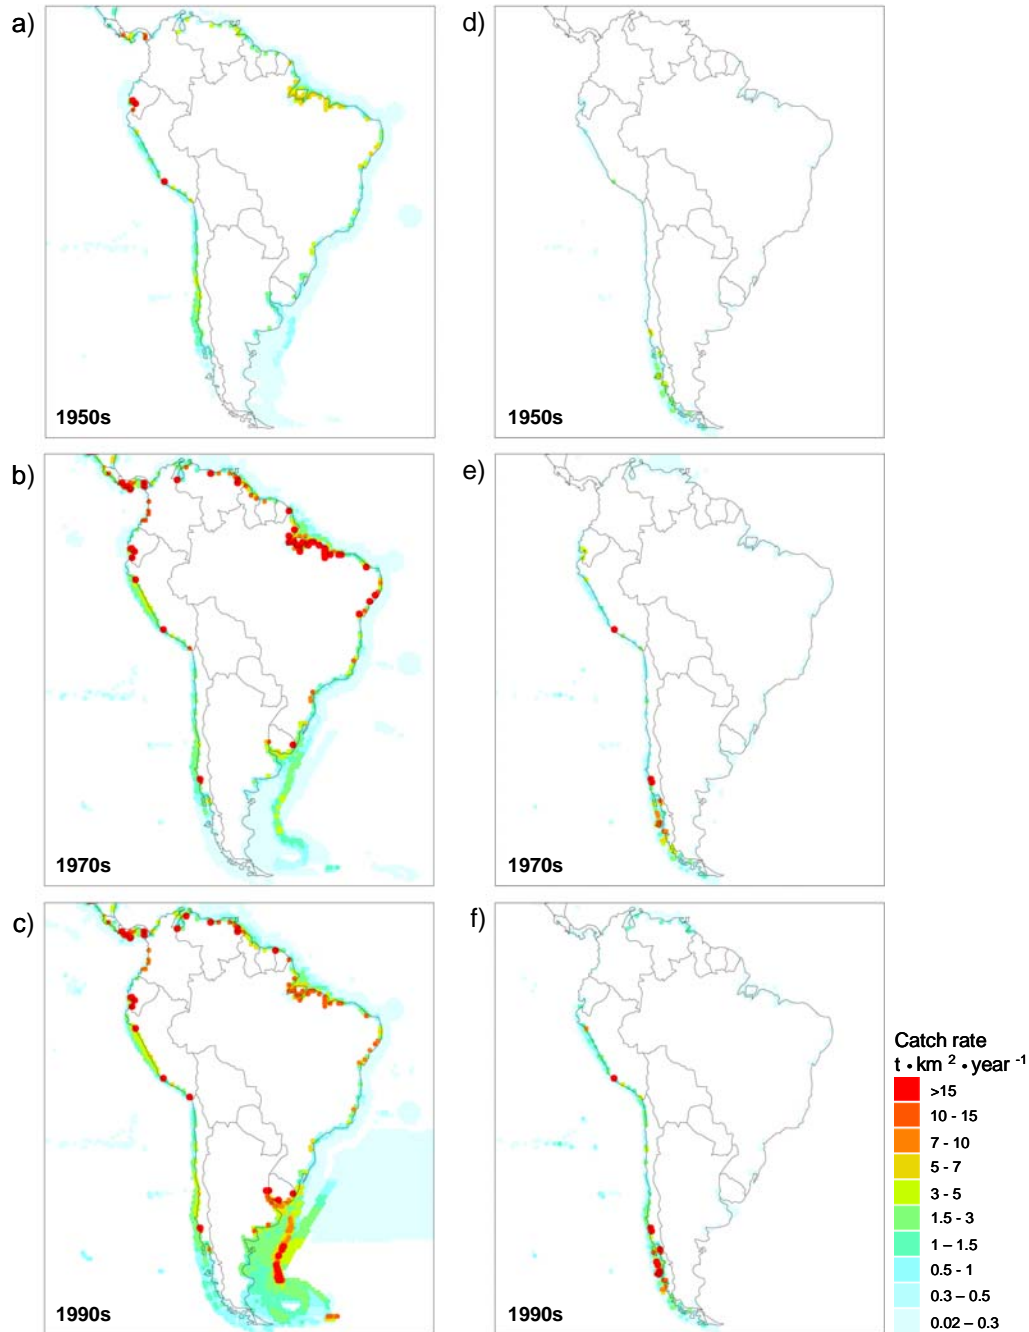 a)
1950s
d)
1950s
b)
1970s
e)
1970s
c)
1990s
f)
1990s
Catch rate
t • km ² • year ⁻¹
>15
10 - 15
7 - 10
5 - 7
3 - 5
1.5 - 3
1 – 1.5
0.5 - 1
0.3 – 0.5
0.02 – 0.3